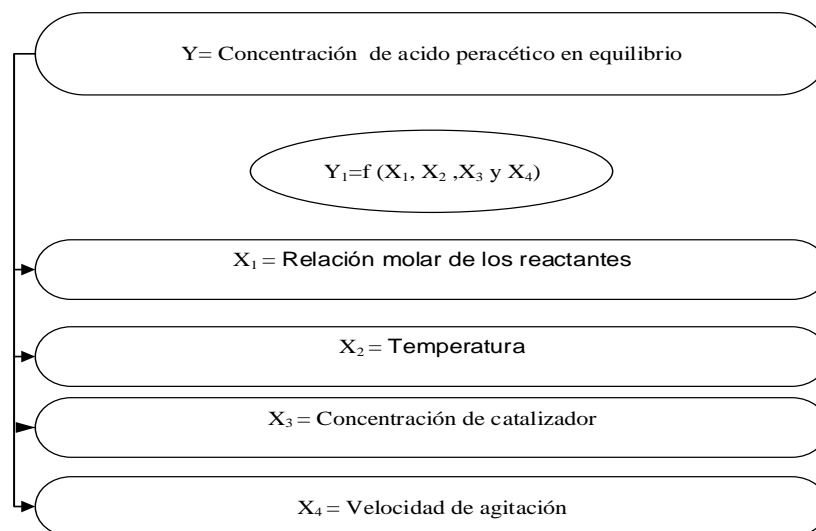 Y= Concentración de acido peracético en equilibrio
Y₁=f (X₁, X₂ ,X₃ y X₄)
X₁ = Relación molar de los reactantes
X₂ = Temperatura
X₃ = Concentración de catalizador
X₄ = Velocidad de agitación